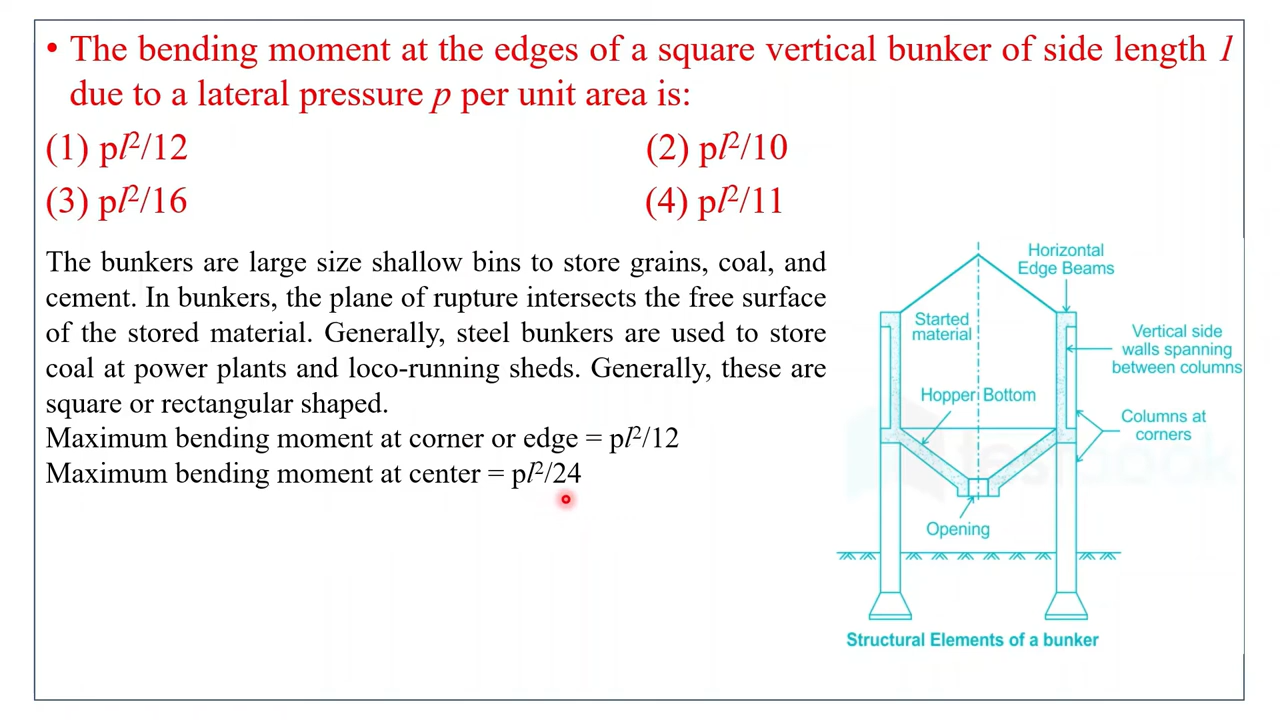 • The bending moment at the edges of a square vertical bunker of side length l
due to a lateral pressure p per unit area is:
(1) pl²/12 (2) pl²/10
(3) pl²/16 (4) pl²/11
The bunkers are large size shallow bins to store grains, coal, and
cement. In bunkers, the plane of rupture intersects the free surface
of the stored material. Generally, steel bunkers are used to store
coal at power plants and loco-running sheds. Generally, these are
square or rectangular shaped.
Maximum bending moment at corner or edge = pl²/12
Maximum bending moment at center = pl²/24
Horizontal
Edge Beams
Started
material
Vertical side
walls spanning
between columns
Hopper Bottom
Columns at
corners
Opening
Structural Elements of a bunker